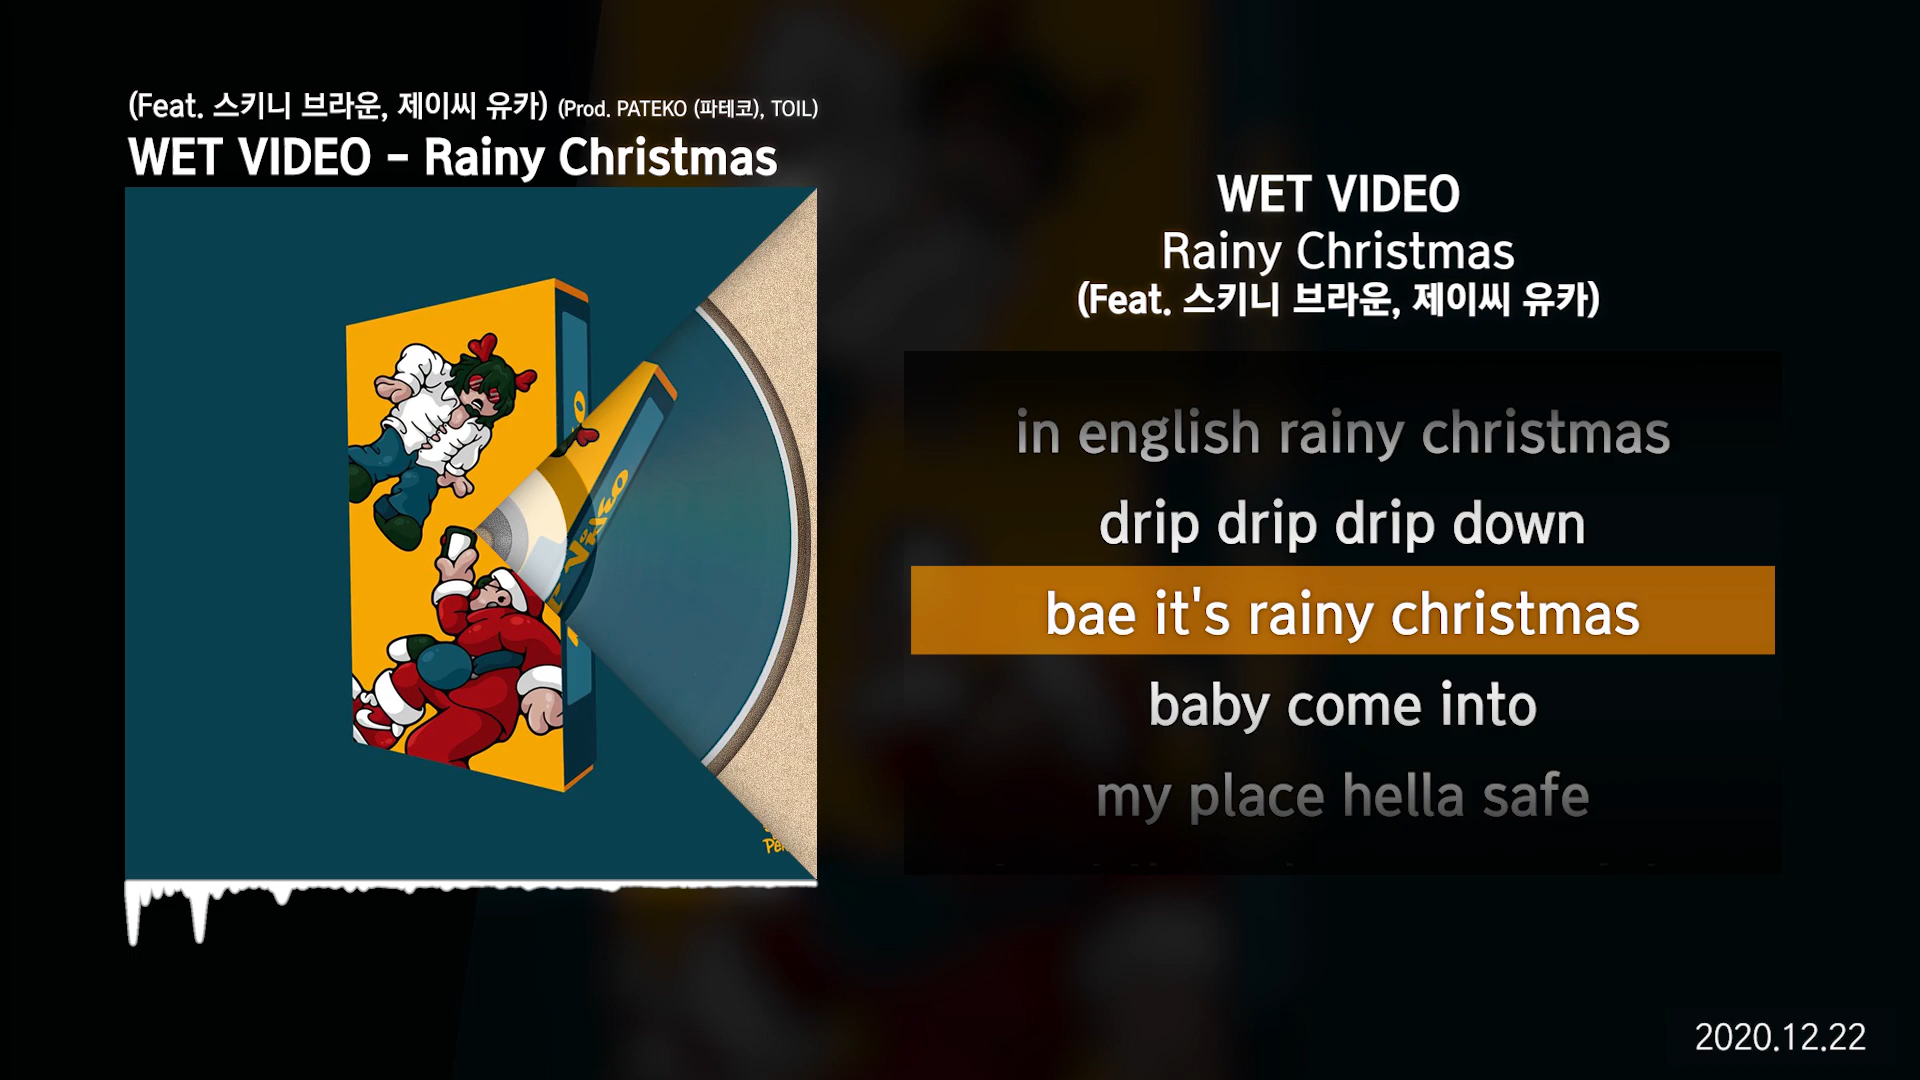 (Feat. 스키니 브라운, 제이씨 유카) (Prod. PATEKO (파테코), TOIL)
WET VIDEO - Rainy Christmas
WET VIDEO
Rainy Christmas
(Feat. 스키니 브라운, 제이씨 유카)
in english rainy christmas
drip drip drip down
bae it's rainy christmas
baby come into
my place hella safe
2020.12.22